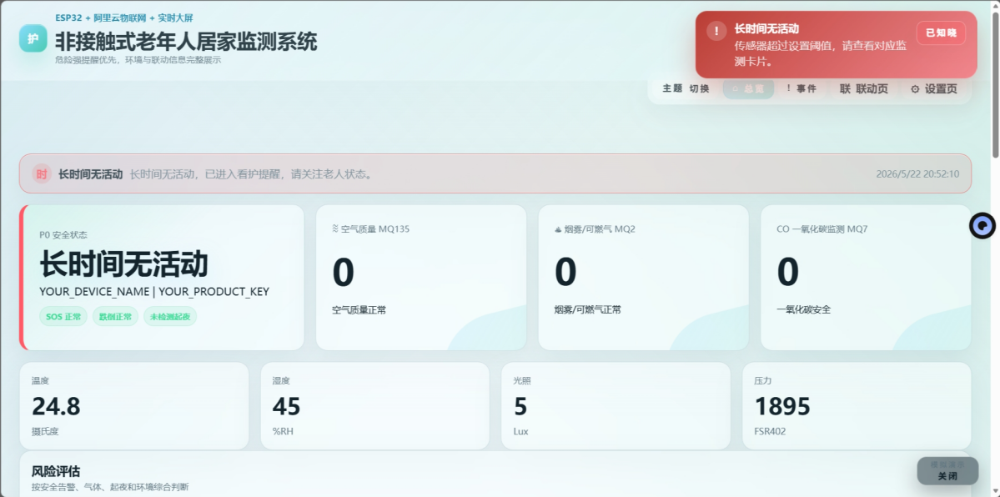 ESP32 + 阿里云物联网 + 实时大屏
护
非接触式老年人居家监测系统
危险强提醒优先，环境与联动信息完整展示
!
长时间无活动
传感器超过设置阈值，请查看对应监
测卡片。
已知晓
主题 切换
总览
! 事件
联 联动页
设置页
时 长时间无活动 长时间无活动，已进入看护提醒，请关注老人状态。 2026/5/22 20:52:10
P0 安全状态
长时间无活动
YOUR_DEVICE_NAME | YOUR_PRODUCT_KEY
SOS 正常 跌倒正常 未检测起夜
空气质量 MQ135
0
空气质量正常
烟雾/可燃气 MQ2
0
烟雾/可燃气正常
CO 一氧化碳监测 MQ7
0
一氧化碳安全
温度
24.8
摄氏度
湿度
45
%RH
光照
5
Lux
压力
1895
FSR402
风险评估
按安全告警、气体、起夜和环境综合判断
关闭